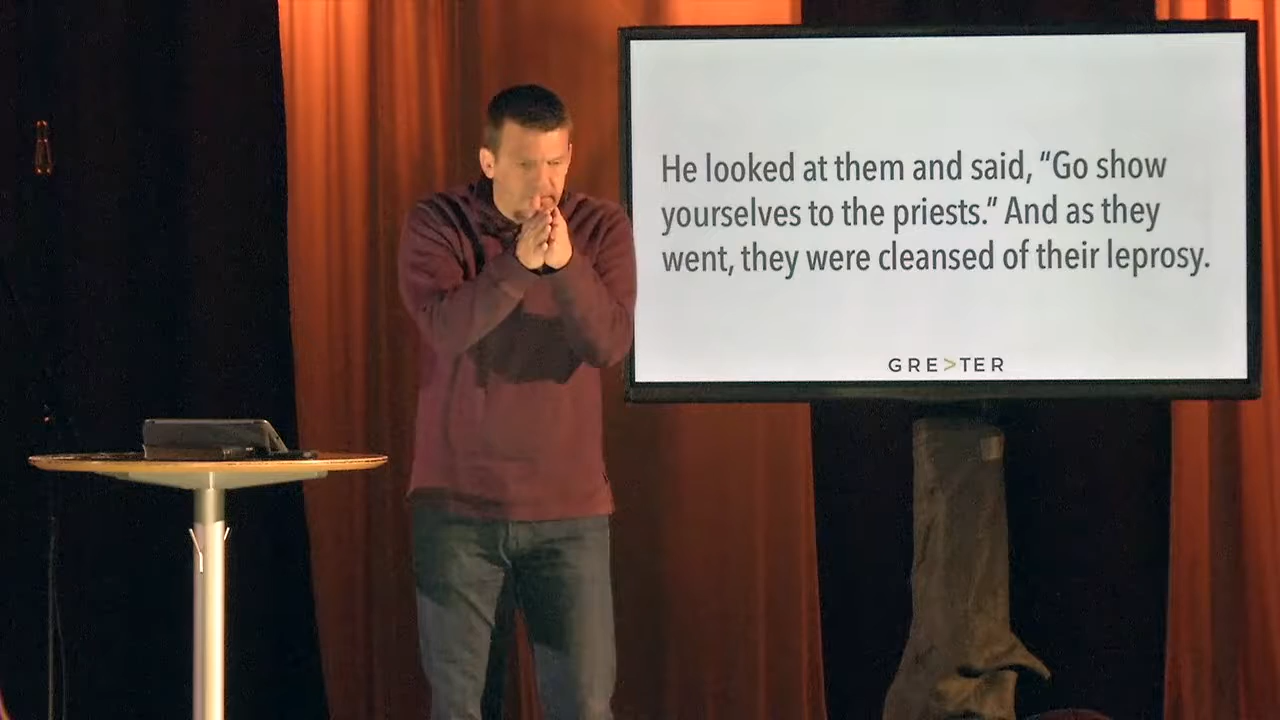 He looked at them and said, “Go show
yourselves to the priests.” And as they
went, they were cleansed of their leprosy.
GRE>TER